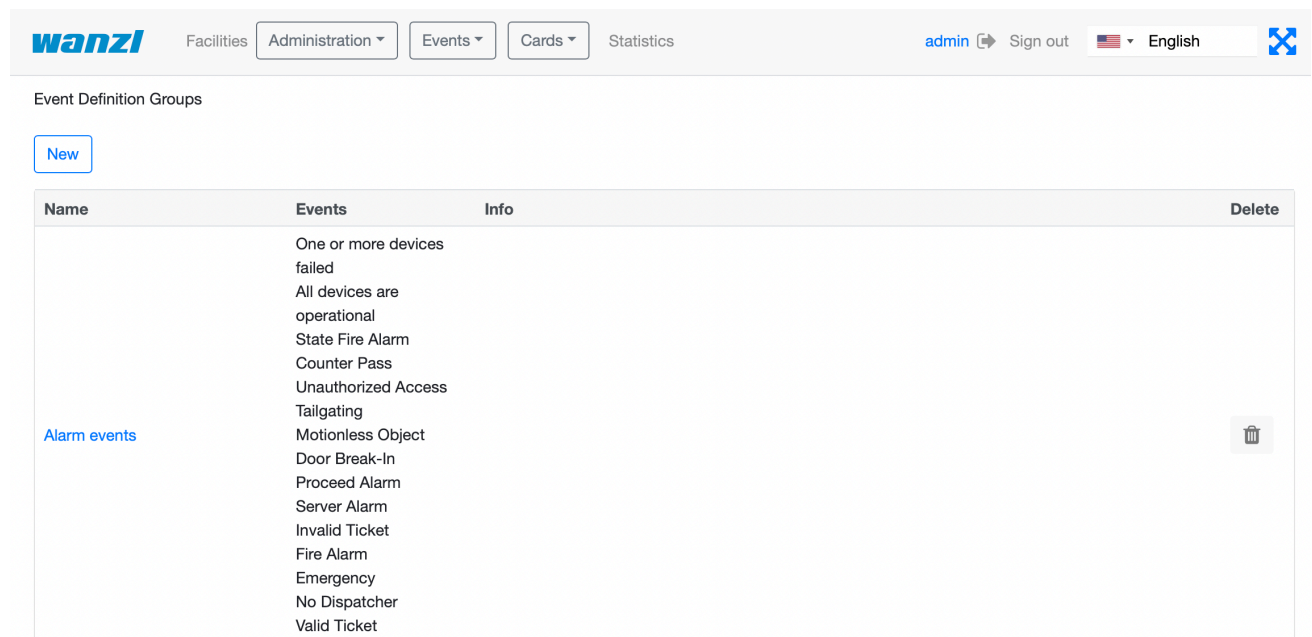 wanzl Facilities Administration Events Cards Statistics admin Sign out English
Event Definition Groups
New
Name Events Info Delete
One or more devices
failed
All devices are
operational
State Fire Alarm
Counter Pass
Unauthorized Access
Tailgating
Alarm events Motionless Object
Door Break-In
Proceed Alarm
Server Alarm
Invalid Ticket
Fire Alarm
Emergency
No Dispatcher
Valid Ticket